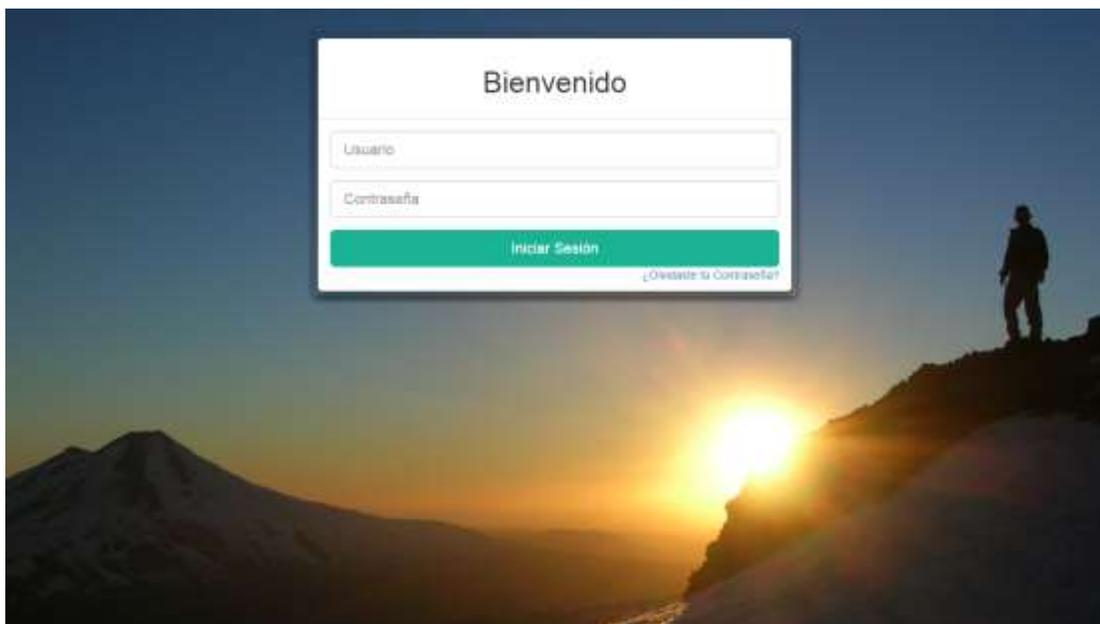 Bienvenido
Usuario
Contraseña
Iniciar Sesión
¿Olvidaste tu Contraseña?